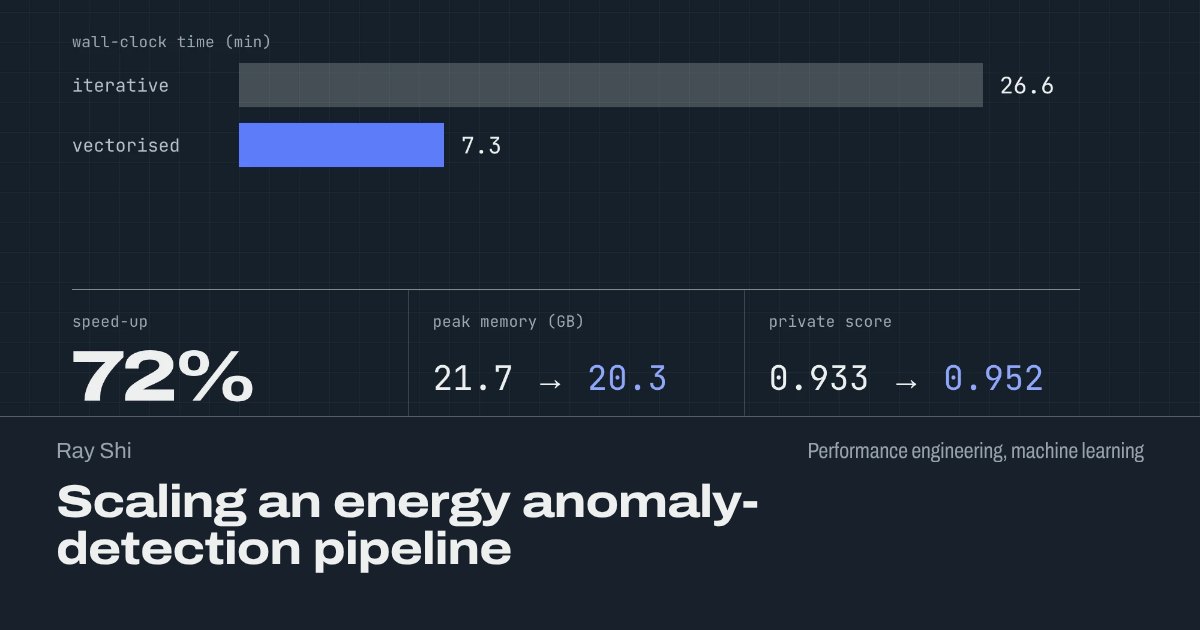 wall-clock time (min)
iterative 26.6
vectorised 7.3
speed-up peak memory (GB) private score
72% 21.7 → 20.3 0.933 → 0.952
Ray Shi Performance engineering, machine learning
Scaling an energy anomaly-
detection pipeline